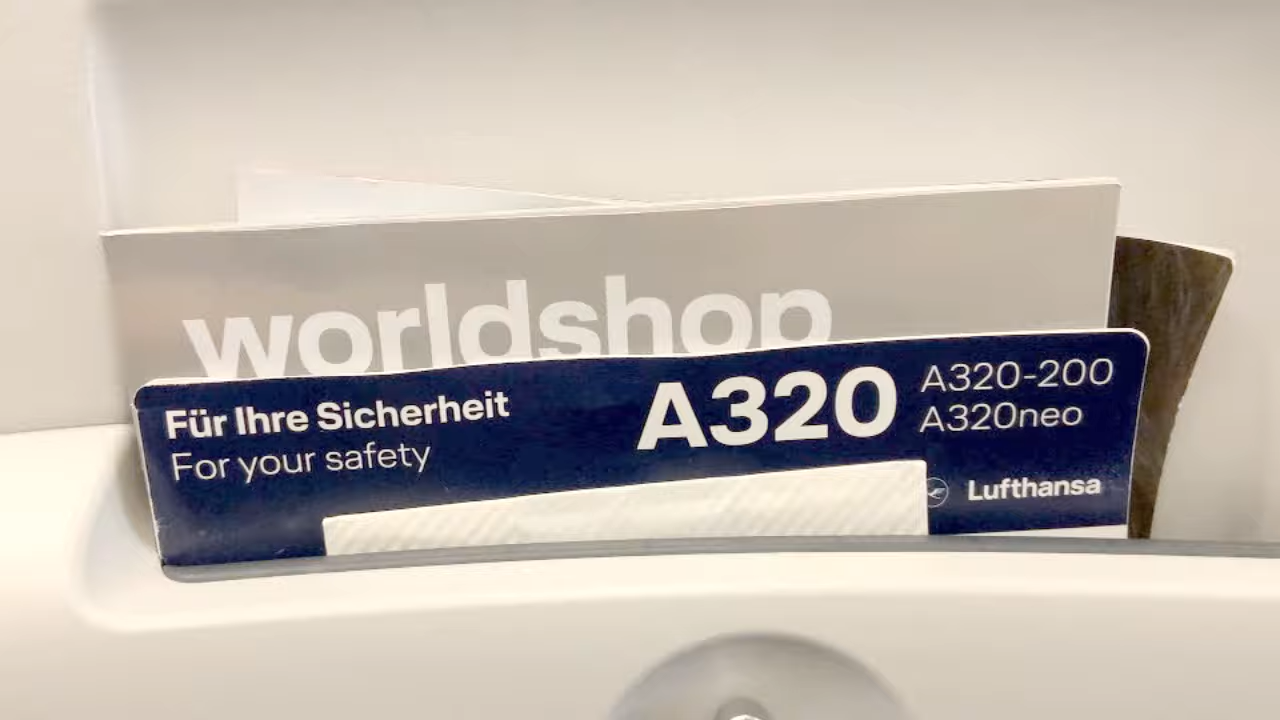 worldshop
Für Ihre Sicherheit
For your safety
A320
A320-200
A320neo
Lufthansa